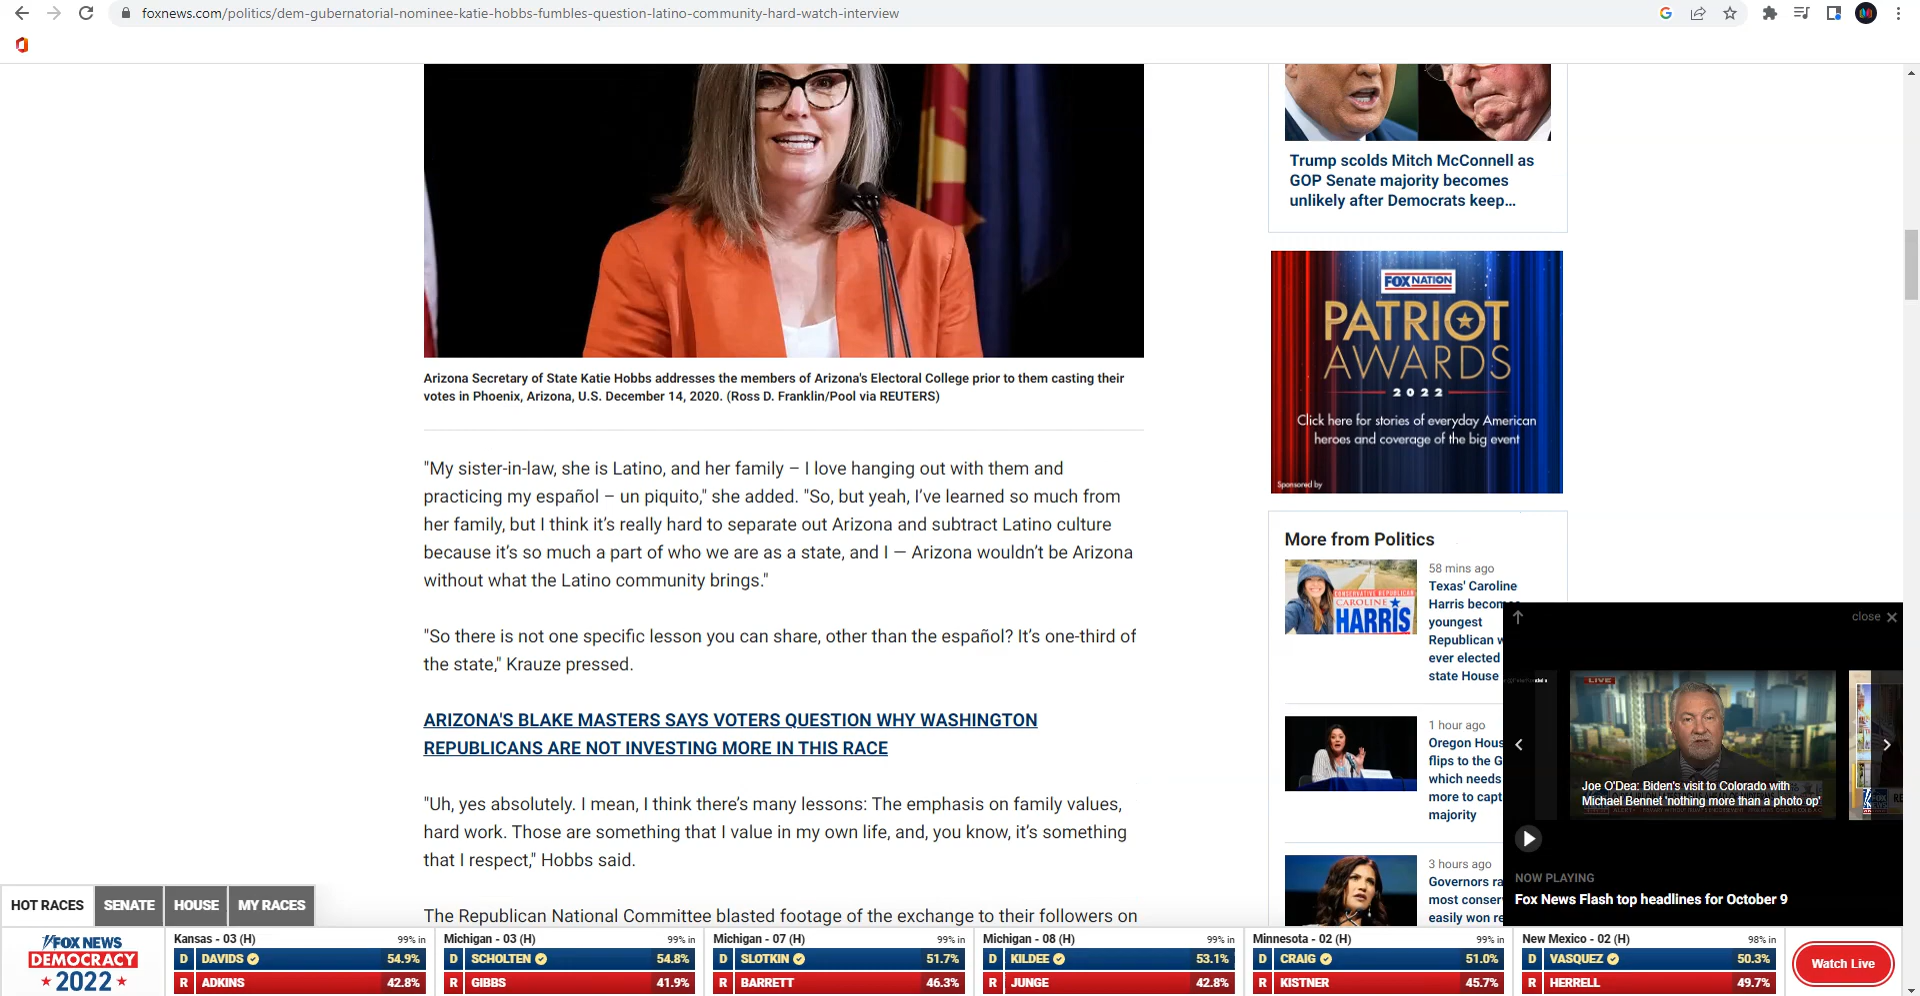 foxnews.com/politics/dem-gubernatorial-nominee-katie-hobbs-fumbles-question-latino-community-hard-watch-interview
Arizona Secretary of State Katie Hobbs addresses the members of Arizona's Electoral College prior to them casting their
votes in Phoenix, Arizona, U.S. December 14, 2020. (Ross D. Franklin/Pool via REUTERS)
"My sister-in-law, she is Latino, and her family – I love hanging out with them and
practicing my español – un piquito," she added. "So, but yeah, I've learned so much from
her family, but I think it's really hard to separate out Arizona and subtract Latino culture
because it's so much a part of who we are as a state, and I — Arizona wouldn't be Arizona
without what the Latino community brings."
"So there is not one specific lesson you can share, other than the español? It's one-third of
the state," Krauze pressed.
ARIZONA'S BLAKE MASTERS SAYS VOTERS QUESTION WHY WASHINGTON
REPUBLICANS ARE NOT INVESTING MORE IN THIS RACE
"Uh, yes absolutely. I mean, I think there's many lessons: The emphasis on family values,
hard work. Those are something that I value in my own life, and, you know, it's something
that I respect," Hobbs said.
The Republican National Committee blasted footage of the exchange to their followers on
Trump scolds Mitch McConnell as
GOP Senate majority becomes
unlikely after Democrats keep...
FOX NATION
PATRIOT
AWARDS
2022
Click here for stories of everyday American
heroes and coverage of the big event
Sponsored by
More from Politics
CONSERVATIVE REPUBLICAN
CAROLINE
HARRIS
58 mins ago
Texas' Caroline
Harris becom
youngest
Republican w
ever elected
state House
1 hour ago
Oregon Hous
flips to the G
which needs
more to capt
majority
3 hours ago
Governors ra
most conser
easily won re
close
LIVE
Joe O'Dea: Biden's visit to Colorado with
Michael Bennet 'nothing more than a photo op'
NOW PLAYING
Fox News Flash top headlines for October 9
HOT RACES SENATE HOUSE MY RACES
FOX NEWS
DEMOCRACY
2022
Kansas - 03 (H) 99% in
D DAVIDS 54.9%
R ADKINS 42.8%
Michigan - 03 (H) 99% in
D SCHOLTEN 54.8%
R GIBBS 41.9%
Michigan - 07 (H) 99% in
D SLOTKIN 51.7%
R BARRETT 46.3%
Michigan - 08 (H) 99% in
D KILDEE 53.1%
R JUNGE 42.8%
Minnesota - 02 (H) 99% in
D CRAIG 51.0%
R KISTNER 45.7%
New Mexico - 02 (H) 98% in
D VASQUEZ 50.3%
R HERRELL 49.7%
Watch Live